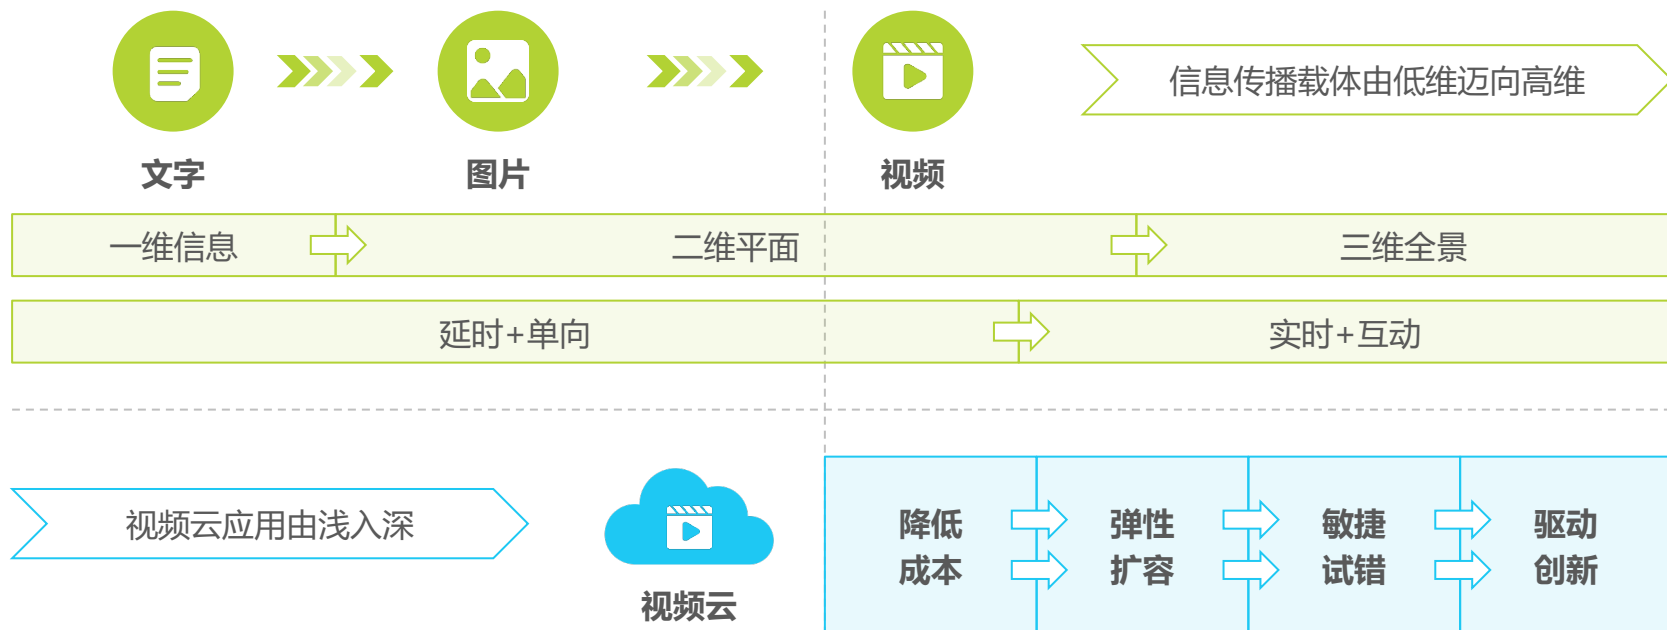 信息传播载体由低维迈向高维
文字
图片
视频
一维信息
二维平面
三维全景
延时+单向
实时+互动
视频云应用由浅入深
视频云
降低
成本
弹性
扩容
敏捷
试错
驱动
创新